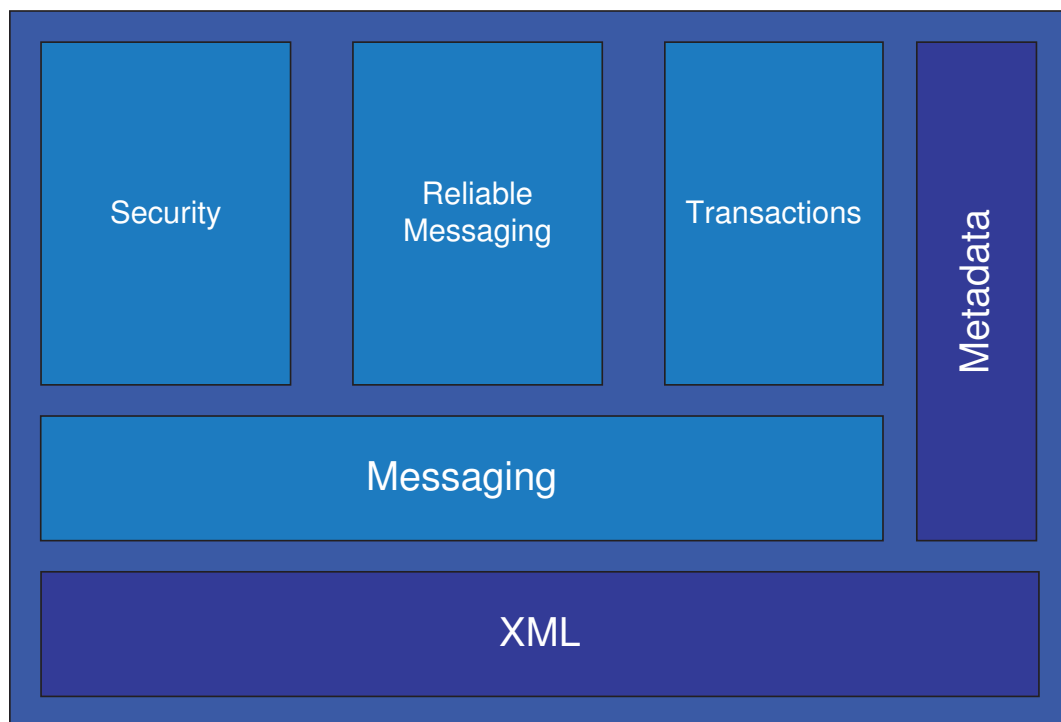 Security
Reliable
Messaging
Transactions
Metadata
Messaging
XML